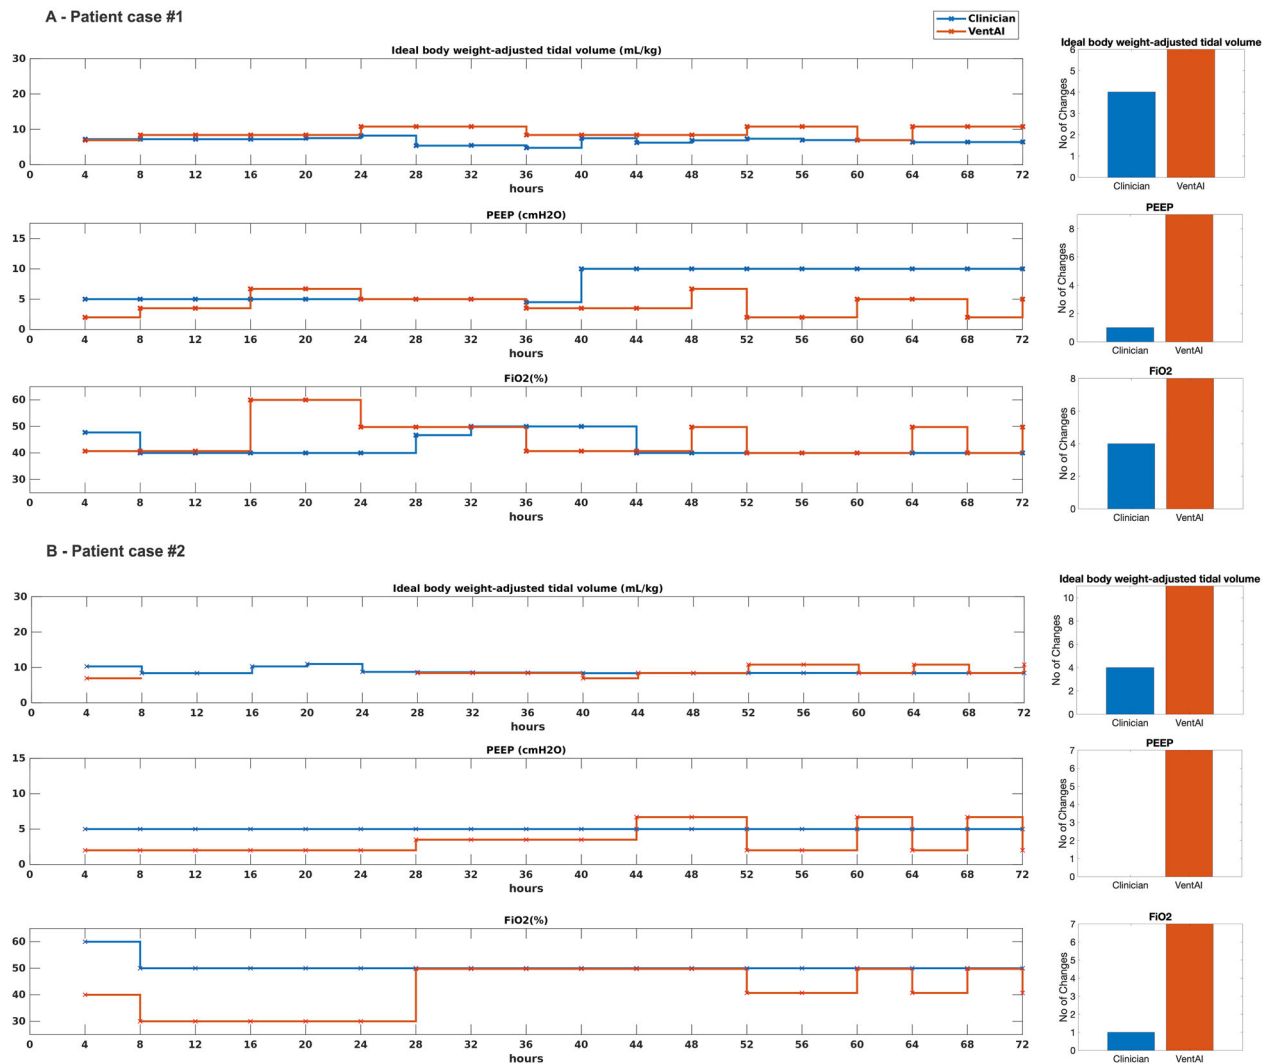 A - Patient case #1
Clinician
VentAI
Ideal body weight-adjusted tidal volume (mL/kg)
30
20
10
0
0 4 8 12 16 20 24 28 32 36 40 44 48 52 56 60 64 68 72
hours
Ideal body weight-adjusted tidal volume
No of Changes
6
5
4
3
2
1
0
Clinician VentAI
PEEP (cmH2O)
15
10
5
0
0 4 8 12 16 20 24 28 32 36 40 44 48 52 56 60 64 68 72
hours
PEEP
No of Changes
8
6
4
2
0
Clinician VentAI
FiO2(%)
60
50
40
30
0 4 8 12 16 20 24 28 32 36 40 44 48 52 56 60 64 68 72
hours
FiO2
No of Changes
8
7
6
5
4
3
2
1
0
Clinician VentAI
B - Patient case #2
Ideal body weight-adjusted tidal volume (mL/kg)
30
20
10
0
0 4 8 12 16 20 24 28 32 36 40 44 48 52 56 60 64 68 72
hours
Ideal body weight-adjusted tidal volume
No of Changes
10
8
6
4
2
0
Clinician VentAI
PEEP (cmH2O)
15
10
5
0
0 4 8 12 16 20 24 28 32 36 40 44 48 52 56 60 64 68 72
hours
PEEP
No of Changes
7
6
5
4
3
2
1
0
Clinician VentAI
FiO2(%)
60
50
40
30
0 4 8 12 16 20 24 28 32 36 40 44 48 52 56 60 64 68 72
hours
FiO2
No of Changes
7
6
5
4
3
2
1
0
Clinician VentAI